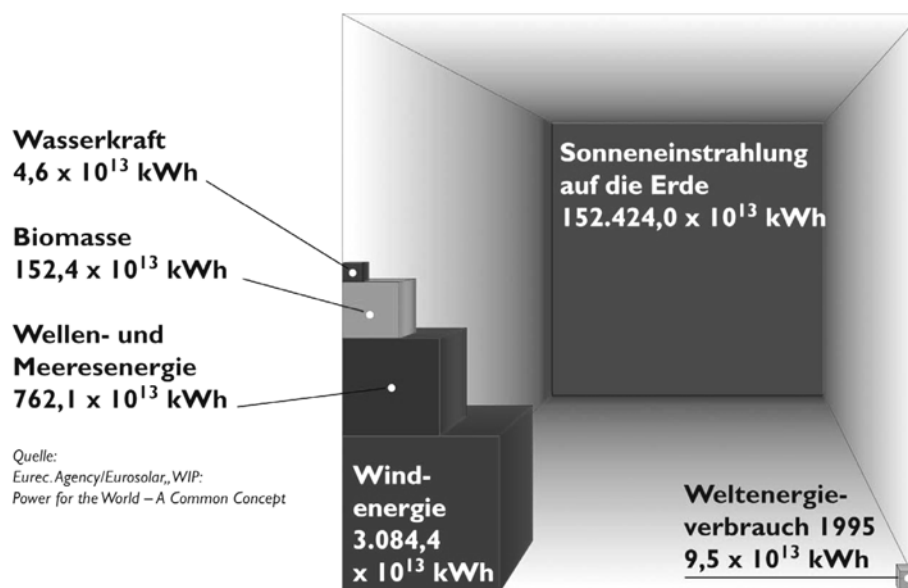 Wasserkraft
4,6 x 10¹³ kWh
Biomasse
152,4 x 10¹³ kWh
Wellen- und
Meeresenergie
762,1 x 10¹³ kWh
Quelle:
Eurec. Agency/Eurosolar,, WIP:
Power for the World – A Common Concept
Sonneneinstrahlung
auf die Erde
152.424,0 x 10¹³ kWh
Wind-
energie
3.084,4
x 10¹³ kWh
Weltenergie-
verbrauch 1995
9,5 x 10¹³ kWh